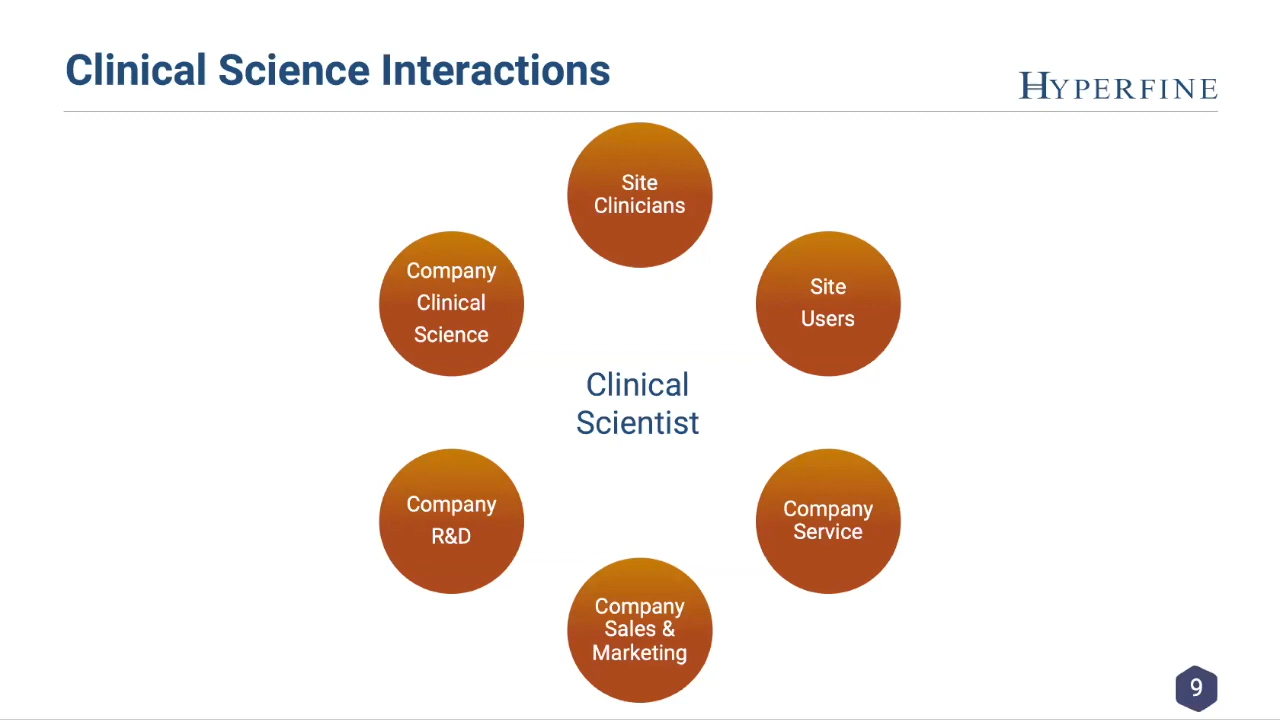 Clinical Science Interactions
HYPERFINE
Site
Clinicians
Company
Clinical
Science
Site
Users
Clinical
Scientist
Company
R&D
Company
Service
Company
Sales &
Marketing
9